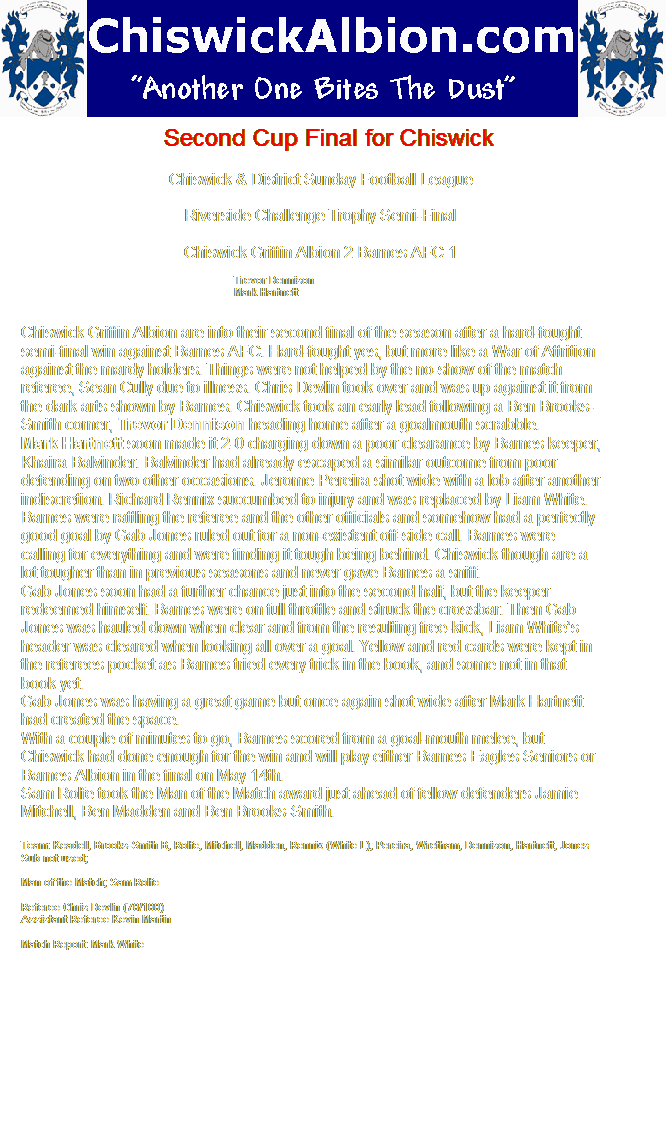 ChiswickAlbion.com
"Another One Bites The Dust"
Second Cup Final for Chiswick
Chiswick & District Sunday Football League
Riverside Challenge Trophy Semi-Final
Chiswick Griffin Albion 2 Barnes AFC 1
Trevor Dennison
Mark Hartnett
Chiswick Griffin Albion are into their second final of the season after a hard-fought
semi-final win against Barnes AFC. Hard-fought yes, but more like a War of Attrition
against the mardy holders. Things were not helped by the no-show of the match
referee, Sean Cully due to illness. Chris Devlin took over and was up against it from
the dark arts shown by Barnes. Chiswick took an early lead following a Ben Brooks-
Smith corner, Trevor Dennison heading home after a goalmouth scrabble.
Mark Hartnett soon made it 2-0 charging down a poor clearance by Barnes keeper,
Khaira Balvinder. Balvinder had already escaped a similar outcome from poor
defending on two other occasions. Jerome Pereira shot wide with a lob after another
indiscretion. Richard Rennix succumbed to injury and was replaced by Liam White.
Barnes were rattling the referee and the other officials and somehow had a perfectly
good goal by Gab Jones ruled out for a non existent off-side call. Barnes were
calling for everything and were finding it tough being behind. Chiswick though are a
lot tougher than in previous seasons and never gave Barnes a sniff.
Gab Jones soon had a further chance just into the second half, but the keeper
redeemed himself. Barnes were on full throttle and struck the crossbar. Then Gab
Jones was hauled down when clear and from the resulting free-kick, Liam White's
header was cleared when looking all over a goal. Yellow and red cards were kept in
the referees pocket as Barnes tried every trick in the book, and some not in that
book yet.
Gab Jones was having a great game but once again shot wide after Mark Hartnett
had created the space.
With a couple of minutes to go, Barnes scored from a goal mouth melee, but
Chiswick had done enough for the win and will play either Barnes Eagles Seniors or
Barnes Albion in the final on May 14th.
Sam Rolfe took the Man of the Match award just ahead of fellow defenders Jamie
Mitchell, Ben Madden and Ben Brooks-Smith.
Team: Keadell, Brooks-Smith B, Rolfe, Mitchell, Madden, Rennix (White L), Pereira, Wretham, Dennison, Hartnett, Jones
Sub not used;
Man of the Match; Sam Rolfe
Referee Chris Devlin (70/100)
Assistant Referee Kevin Martin
Match Report: Mark White